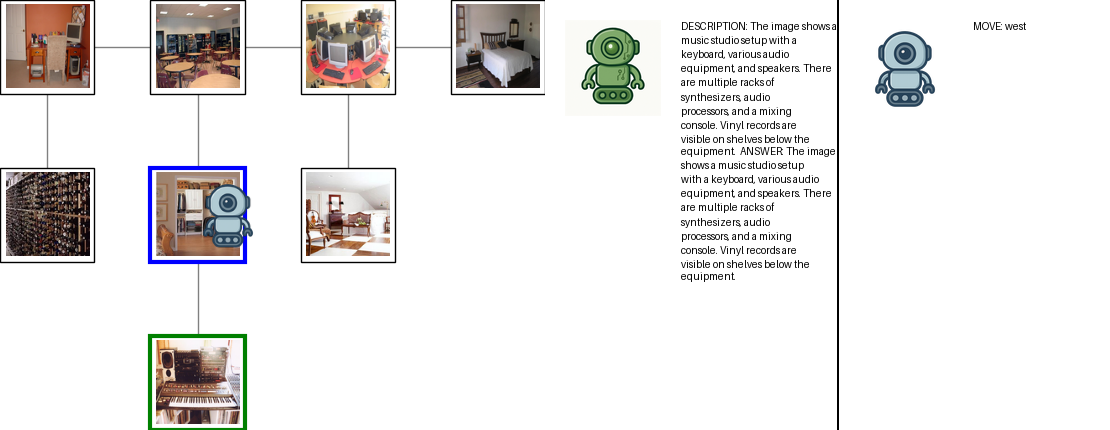 DESCRIPTION: The image shows a
music studio setup with a
keyboard, various audio
equipment, and speakers. There
are multiple racks of
synthesizers, audio
processors, and a mixing
console. Vinyl records are
visible on shelves below the
equipment. ANSWER: The image
shows a music studio setup
with a keyboard, various audio
equipment, and speakers. There
are multiple racks of
synthesizers, audio
processors, and a mixing
console. Vinyl records are
visible on shelves below the
equipment.
MOVE: west